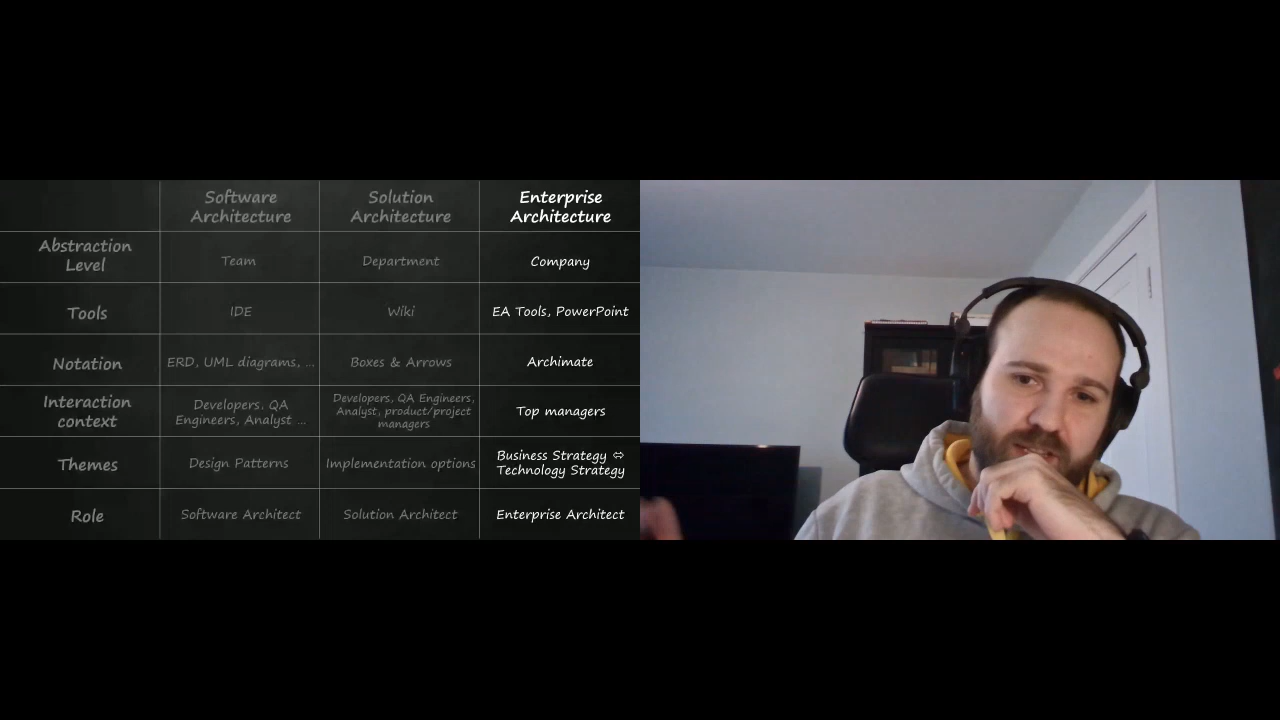 Software
Architecture
Solution
Architecture
Enterprise
Architecture
Abstraction
Level
Team
Department
Company
Tools
IDE
Wiki
EA Tools, PowerPoint
Notation
ERD, UML diagrams, ...
Boxes & Arrows
Archimate
Interaction
context
Developers. QA
Engineers, Analyst ...
Developers, QA Engineers,
Analyst, product/project
managers
Top managers
Themes
Design Patterns
Implementation options
Business Strategy ⇔
Technology Strategy
Role
Software Architect
Solution Architect
Enterprise Architect